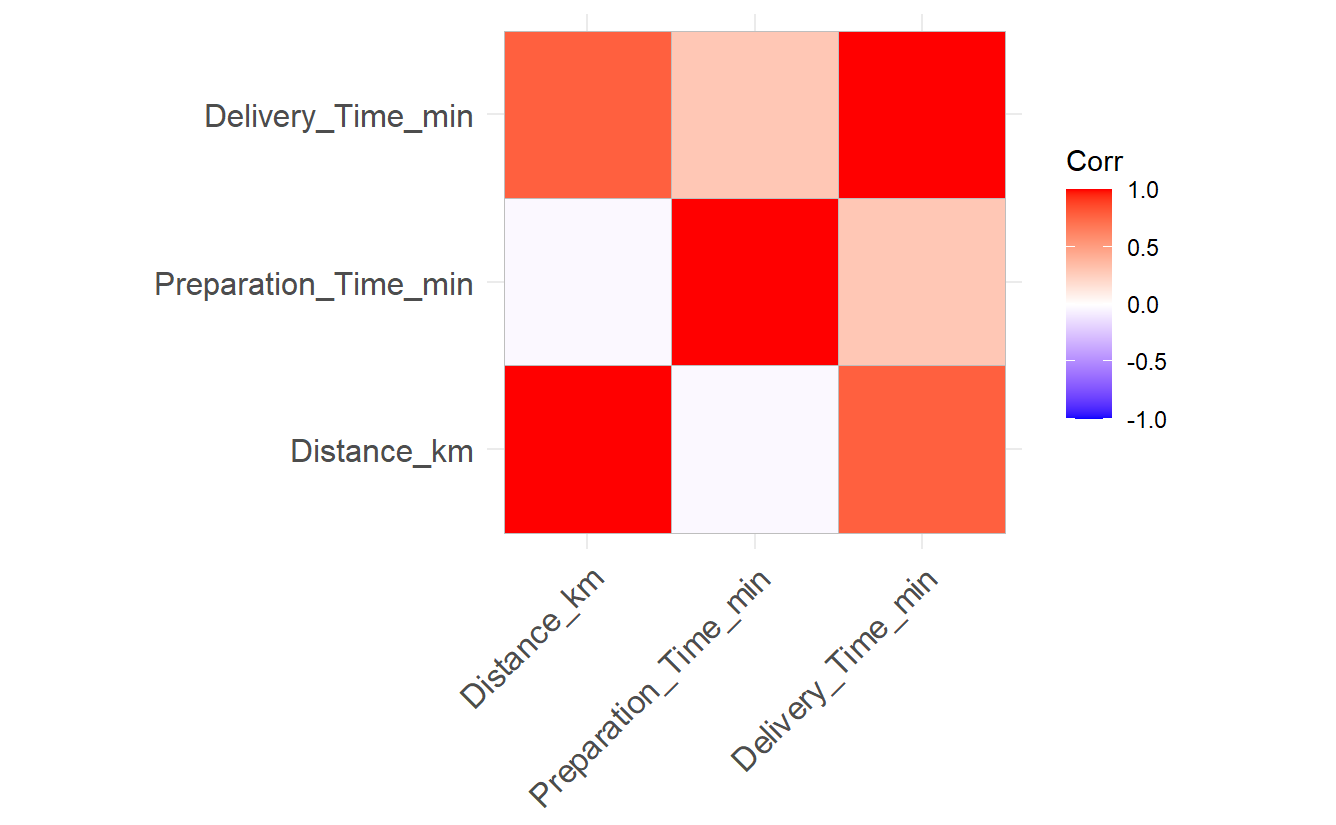 Delivery_Time_min
Preparation_Time_min
Distance_km
Distance_km
Preparation_Time_min
Delivery_Time_min
Corr
1.0
0.5
0.0
-0.5
-1.0